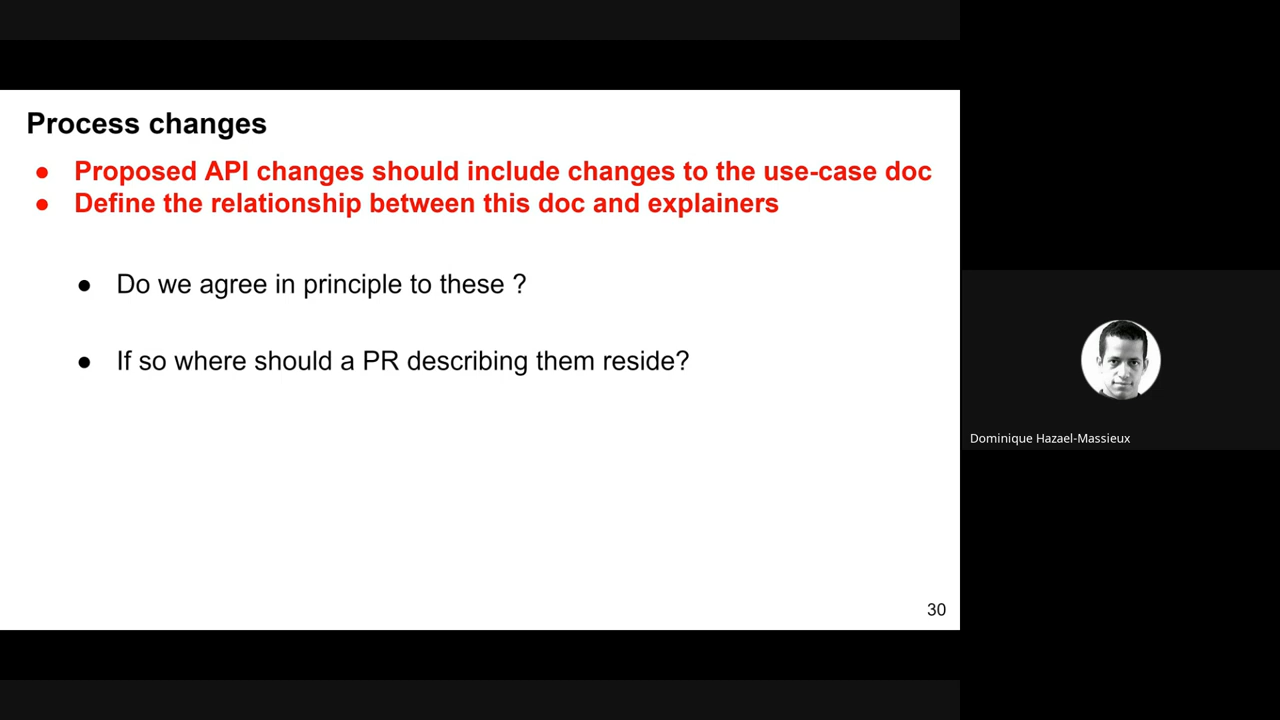 Process changes
● Proposed API changes should include changes to the use-case doc
● Define the relationship between this doc and explainers
● Do we agree in principle to these ?
● If so where should a PR describing them reside?
30
Dominique Hazael-Massieux